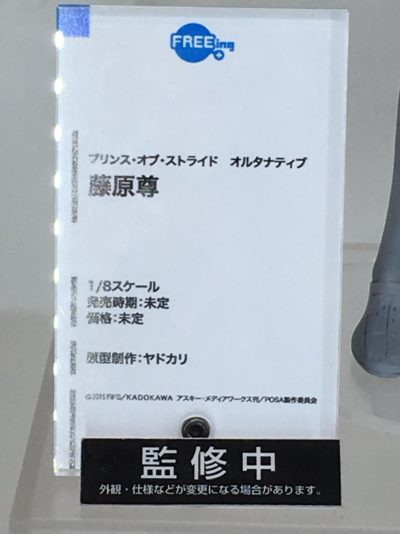 FREEing
プリンス・オブ・ストライド オルタナティブ
藤原尊
1/8スケール
発売時期：未定
価格：未定
原型制作：ヤドカリ
©2015 FiFS/KADOKAWA アスキー・メディアワークス刊/POSA製作委員会
監修中
外観・仕様などが変更になる場合があります。